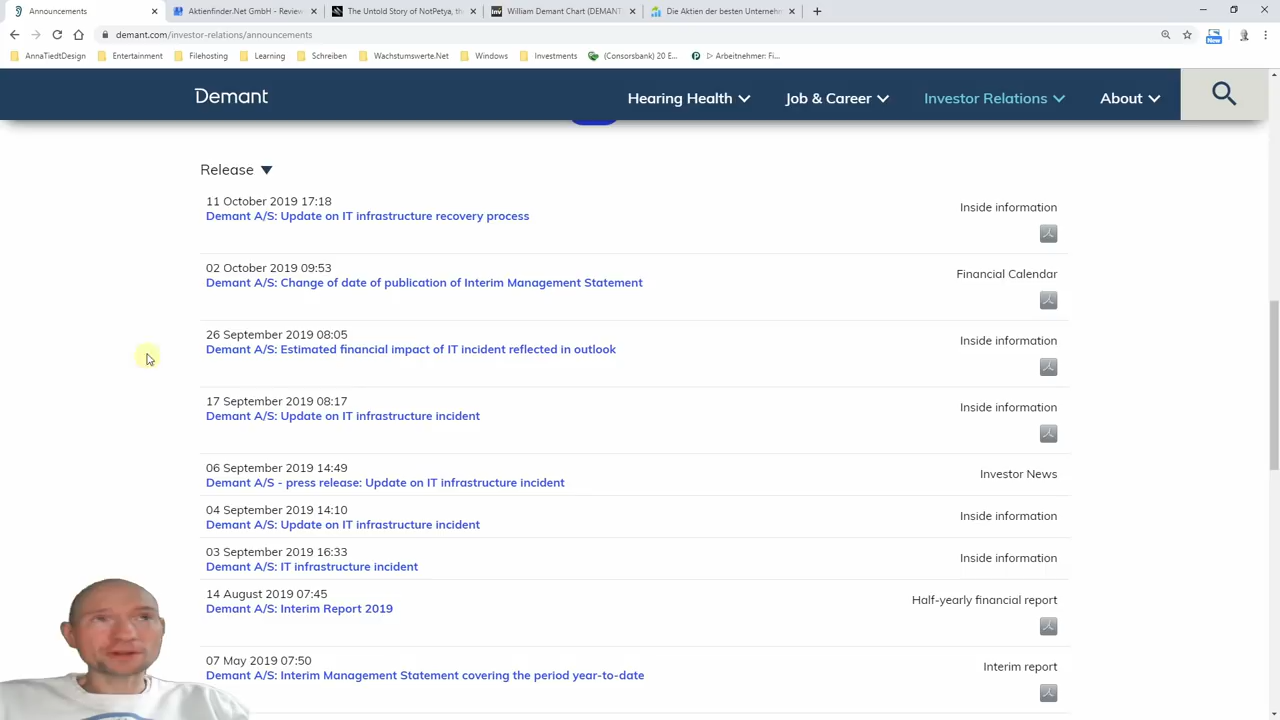 Announcements
Aktienfinder.Net GmbH - Review
The Untold Story of NotPetya, the
William Demant Chart (DEMANT
Die Aktien der besten Unternehm
demant.com/investor-relations/announcements
New
AnnaTiedtDesign
Entertainment
Filehosting
Learning
Schreiben
Wachstumswerte.Net
Windows
Investments
(Consorsbank) 20 E...
▷ Arbeitnehmer: Fi...
Demant
Hearing Health
Job & Career
Investor Relations
About
Release ▼
11 October 2019 17:18
Demant A/S: Update on IT infrastructure recovery process
Inside information
02 October 2019 09:53
Demant A/S: Change of date of publication of Interim Management Statement
Financial Calendar
26 September 2019 08:05
Demant A/S: Estimated financial impact of IT incident reflected in outlook
Inside information
17 September 2019 08:17
Demant A/S: Update on IT infrastructure incident
Inside information
06 September 2019 14:49
Demant A/S - press release: Update on IT infrastructure incident
Investor News
04 September 2019 14:10
Demant A/S: Update on IT infrastructure incident
Inside information
03 September 2019 16:33
Demant A/S: IT infrastructure incident
Inside information
14 August 2019 07:45
Demant A/S: Interim Report 2019
Half-yearly financial report
07 May 2019 07:50
Demant A/S: Interim Management Statement covering the period year-to-date
Interim report